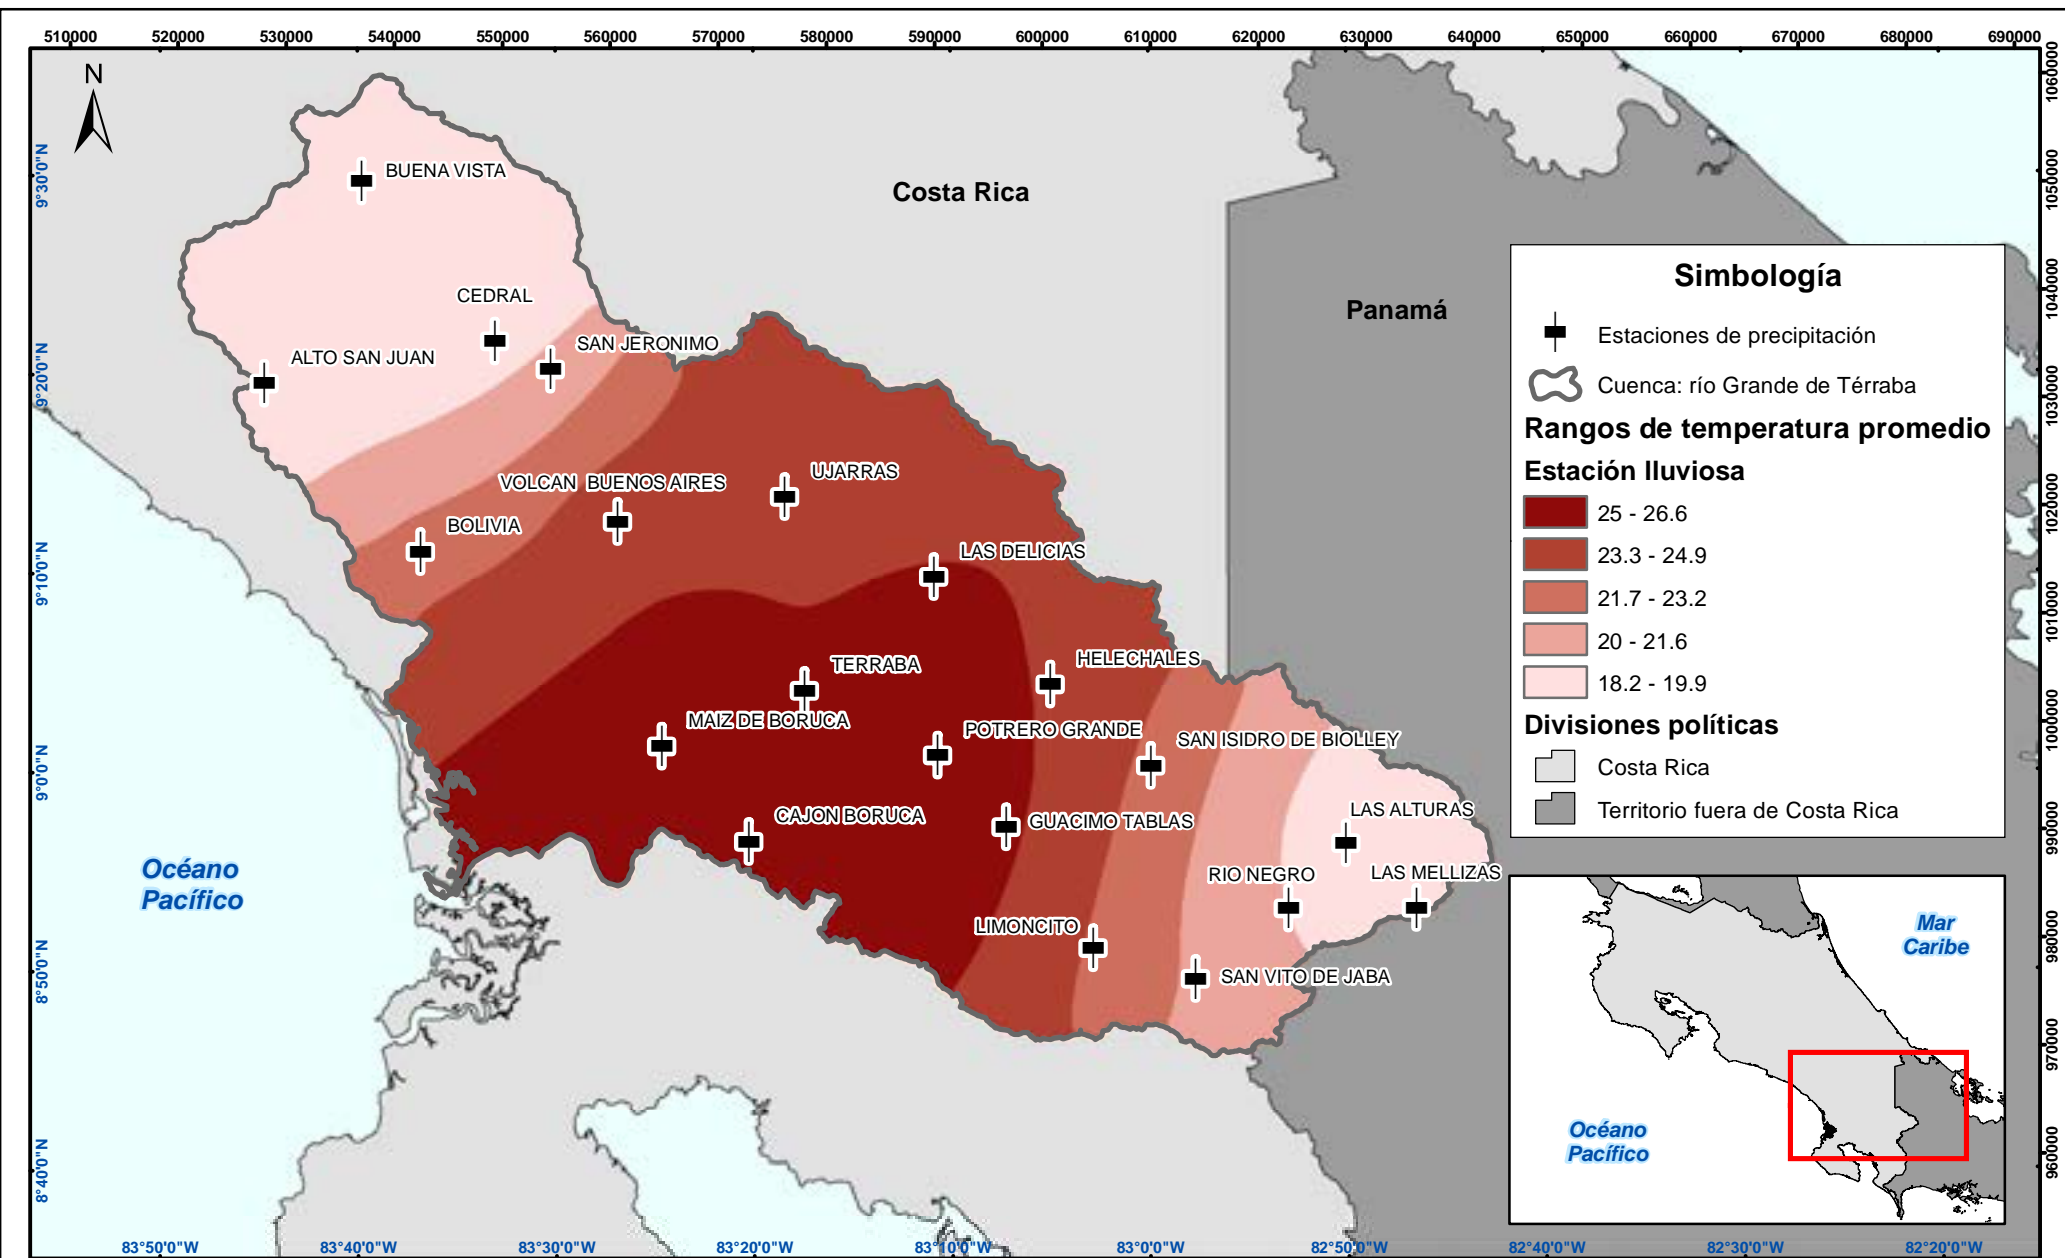 510000 520000 530000 540000 550000 560000 570000 580000 590000 600000 610000 620000 630000 640000 650000 660000 670000 680000 690000
N
Costa Rica
Panamá
BUENA VISTA
CEDRAL
SAN JERONIMO
ALTO SAN JUAN
UJARRAS
VOLCAN BUENOS AIRES
BOLIVIA
LAS DELICIAS
TERRABA
HELECHALES
MAIZ DE BORUCA
POTRERO GRANDE
SAN ISIDRO DE BIOLLEY
CAJON BORUCA
GUACIMO TABLAS
LAS ALTURAS
RIO NEGRO
LAS MELLIZAS
LIMONCITO
SAN VITO DE JABA
Océano
Pacífico
Simbología
Estaciones de precipitación
Cuenca: río Grande de Térraba
Rangos de temperatura promedio
Estación lluviosa
25 - 26.6
23.3 - 24.9
21.7 - 23.2
20 - 21.6
18.2 - 19.9
Divisiones políticas
Costa Rica
Territorio fuera de Costa Rica
Mar
Caribe
Océano
Pacífico
9°30'0"N
9°20'0"N
9°10'0"N
9°0'0"N
8°50'0"N
8°40'0"N
1060000
1050000
1040000
1030000
1020000
1010000
1000000
990000
980000
970000
960000
83°50'0"W 83°40'0"W 83°30'0"W 83°20'0"W 83°10'0"W 83°0'0"W 82°50'0"W 82°40'0"W 82°30'0"W 82°20'0"W